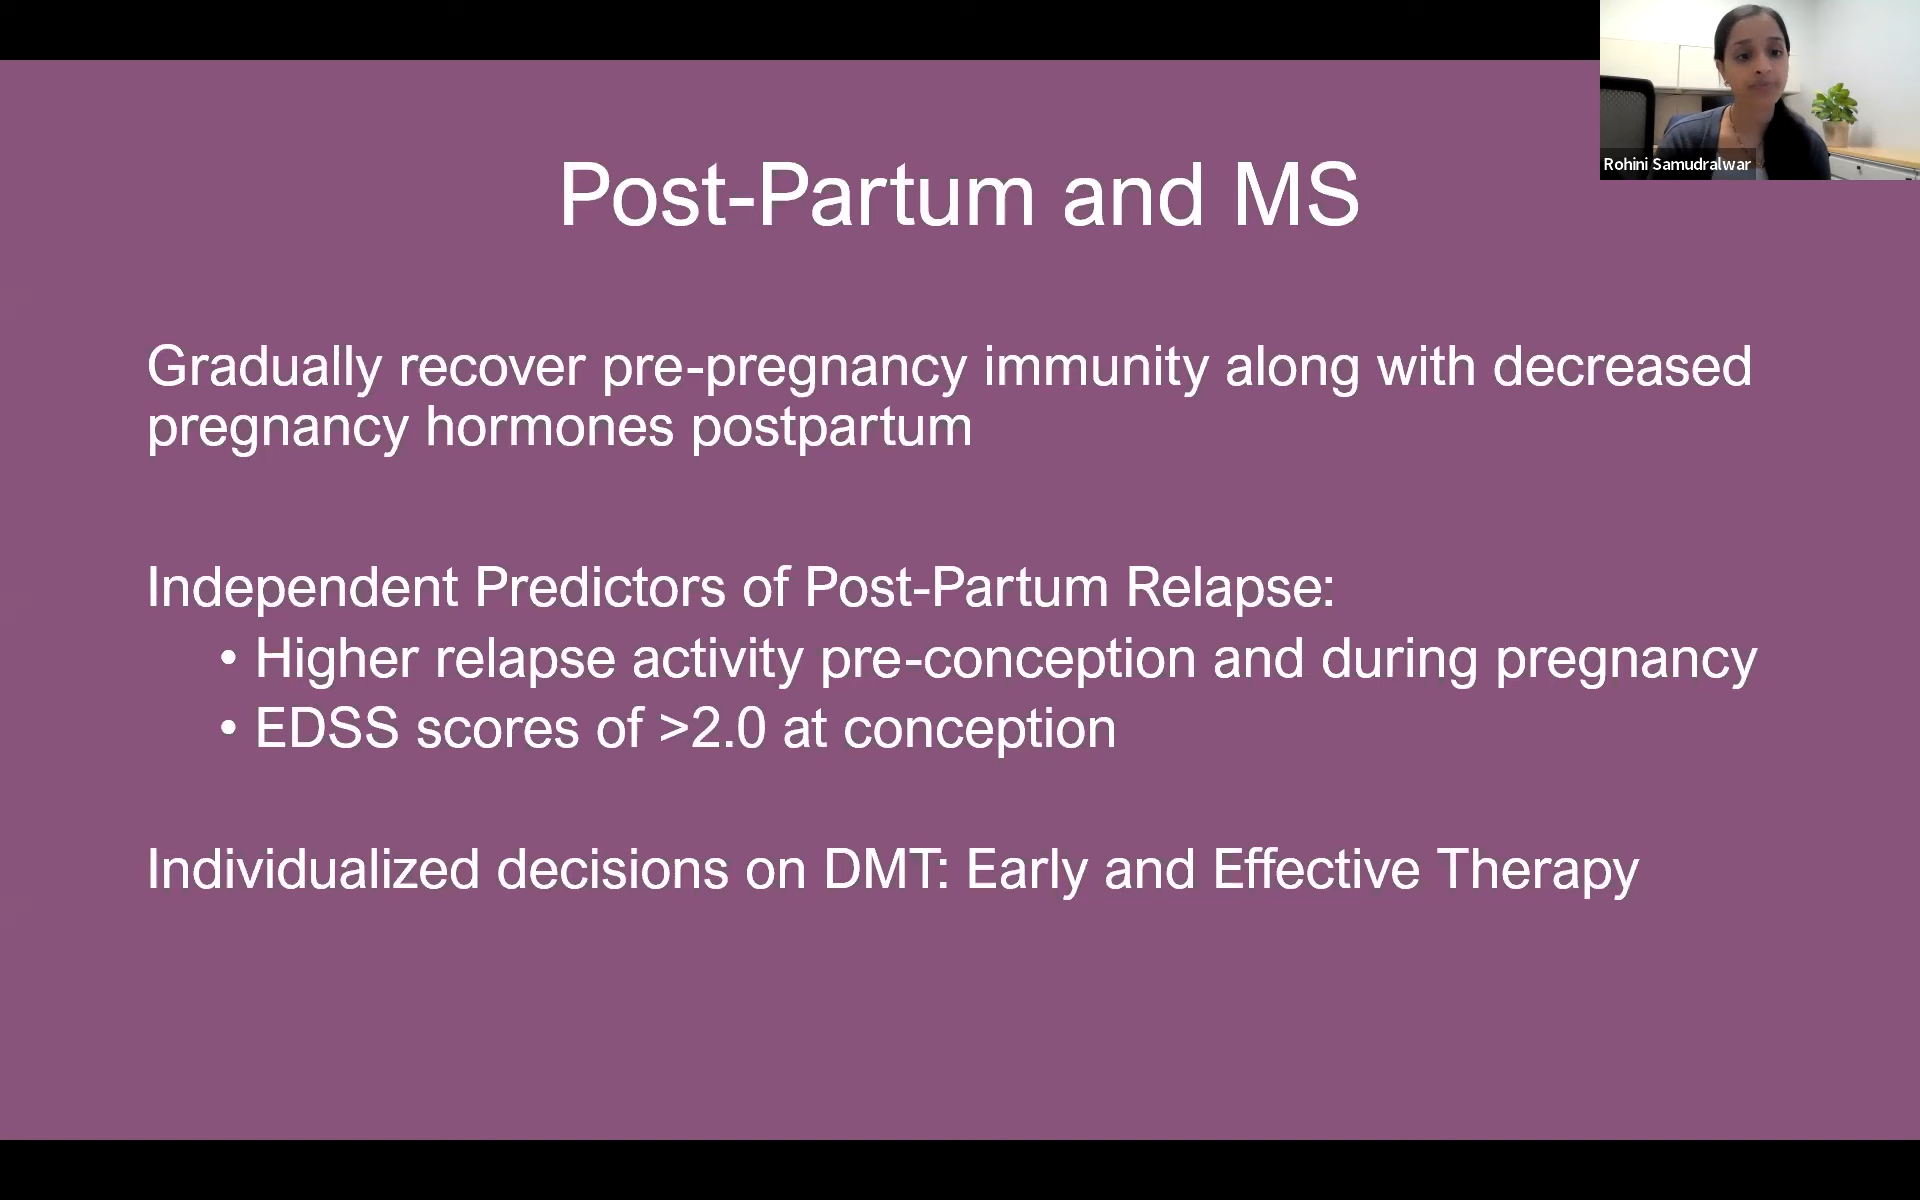 Rohini Samudralwar
Post-Partum and MS
Gradually recover pre-pregnancy immunity along with decreased
pregnancy hormones postpartum
Independent Predictors of Post-Partum Relapse:
• Higher relapse activity pre-conception and during pregnancy
• EDSS scores of >2.0 at conception
Individualized decisions on DMT: Early and Effective Therapy